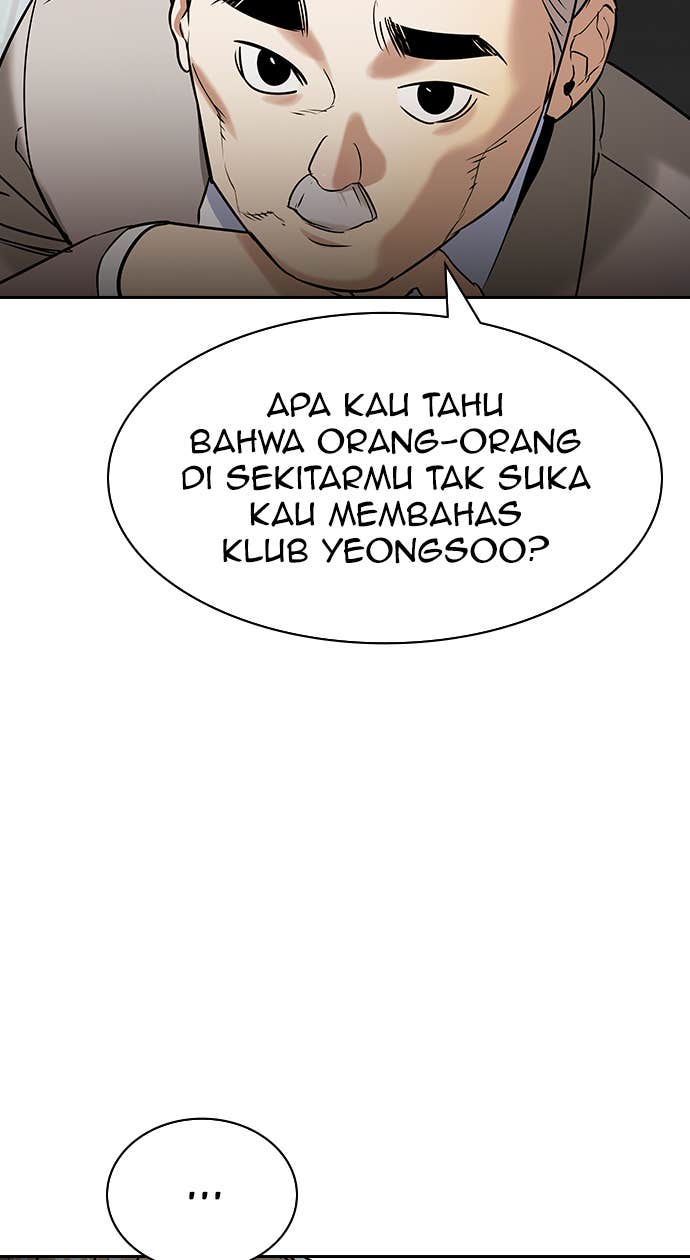 APA KAU TAHU
BAHWA ORANG-ORANG
DI SEKITARMU TAK SUKA
KAU MEMBAHAS
KLUB YEONGSOO?
...